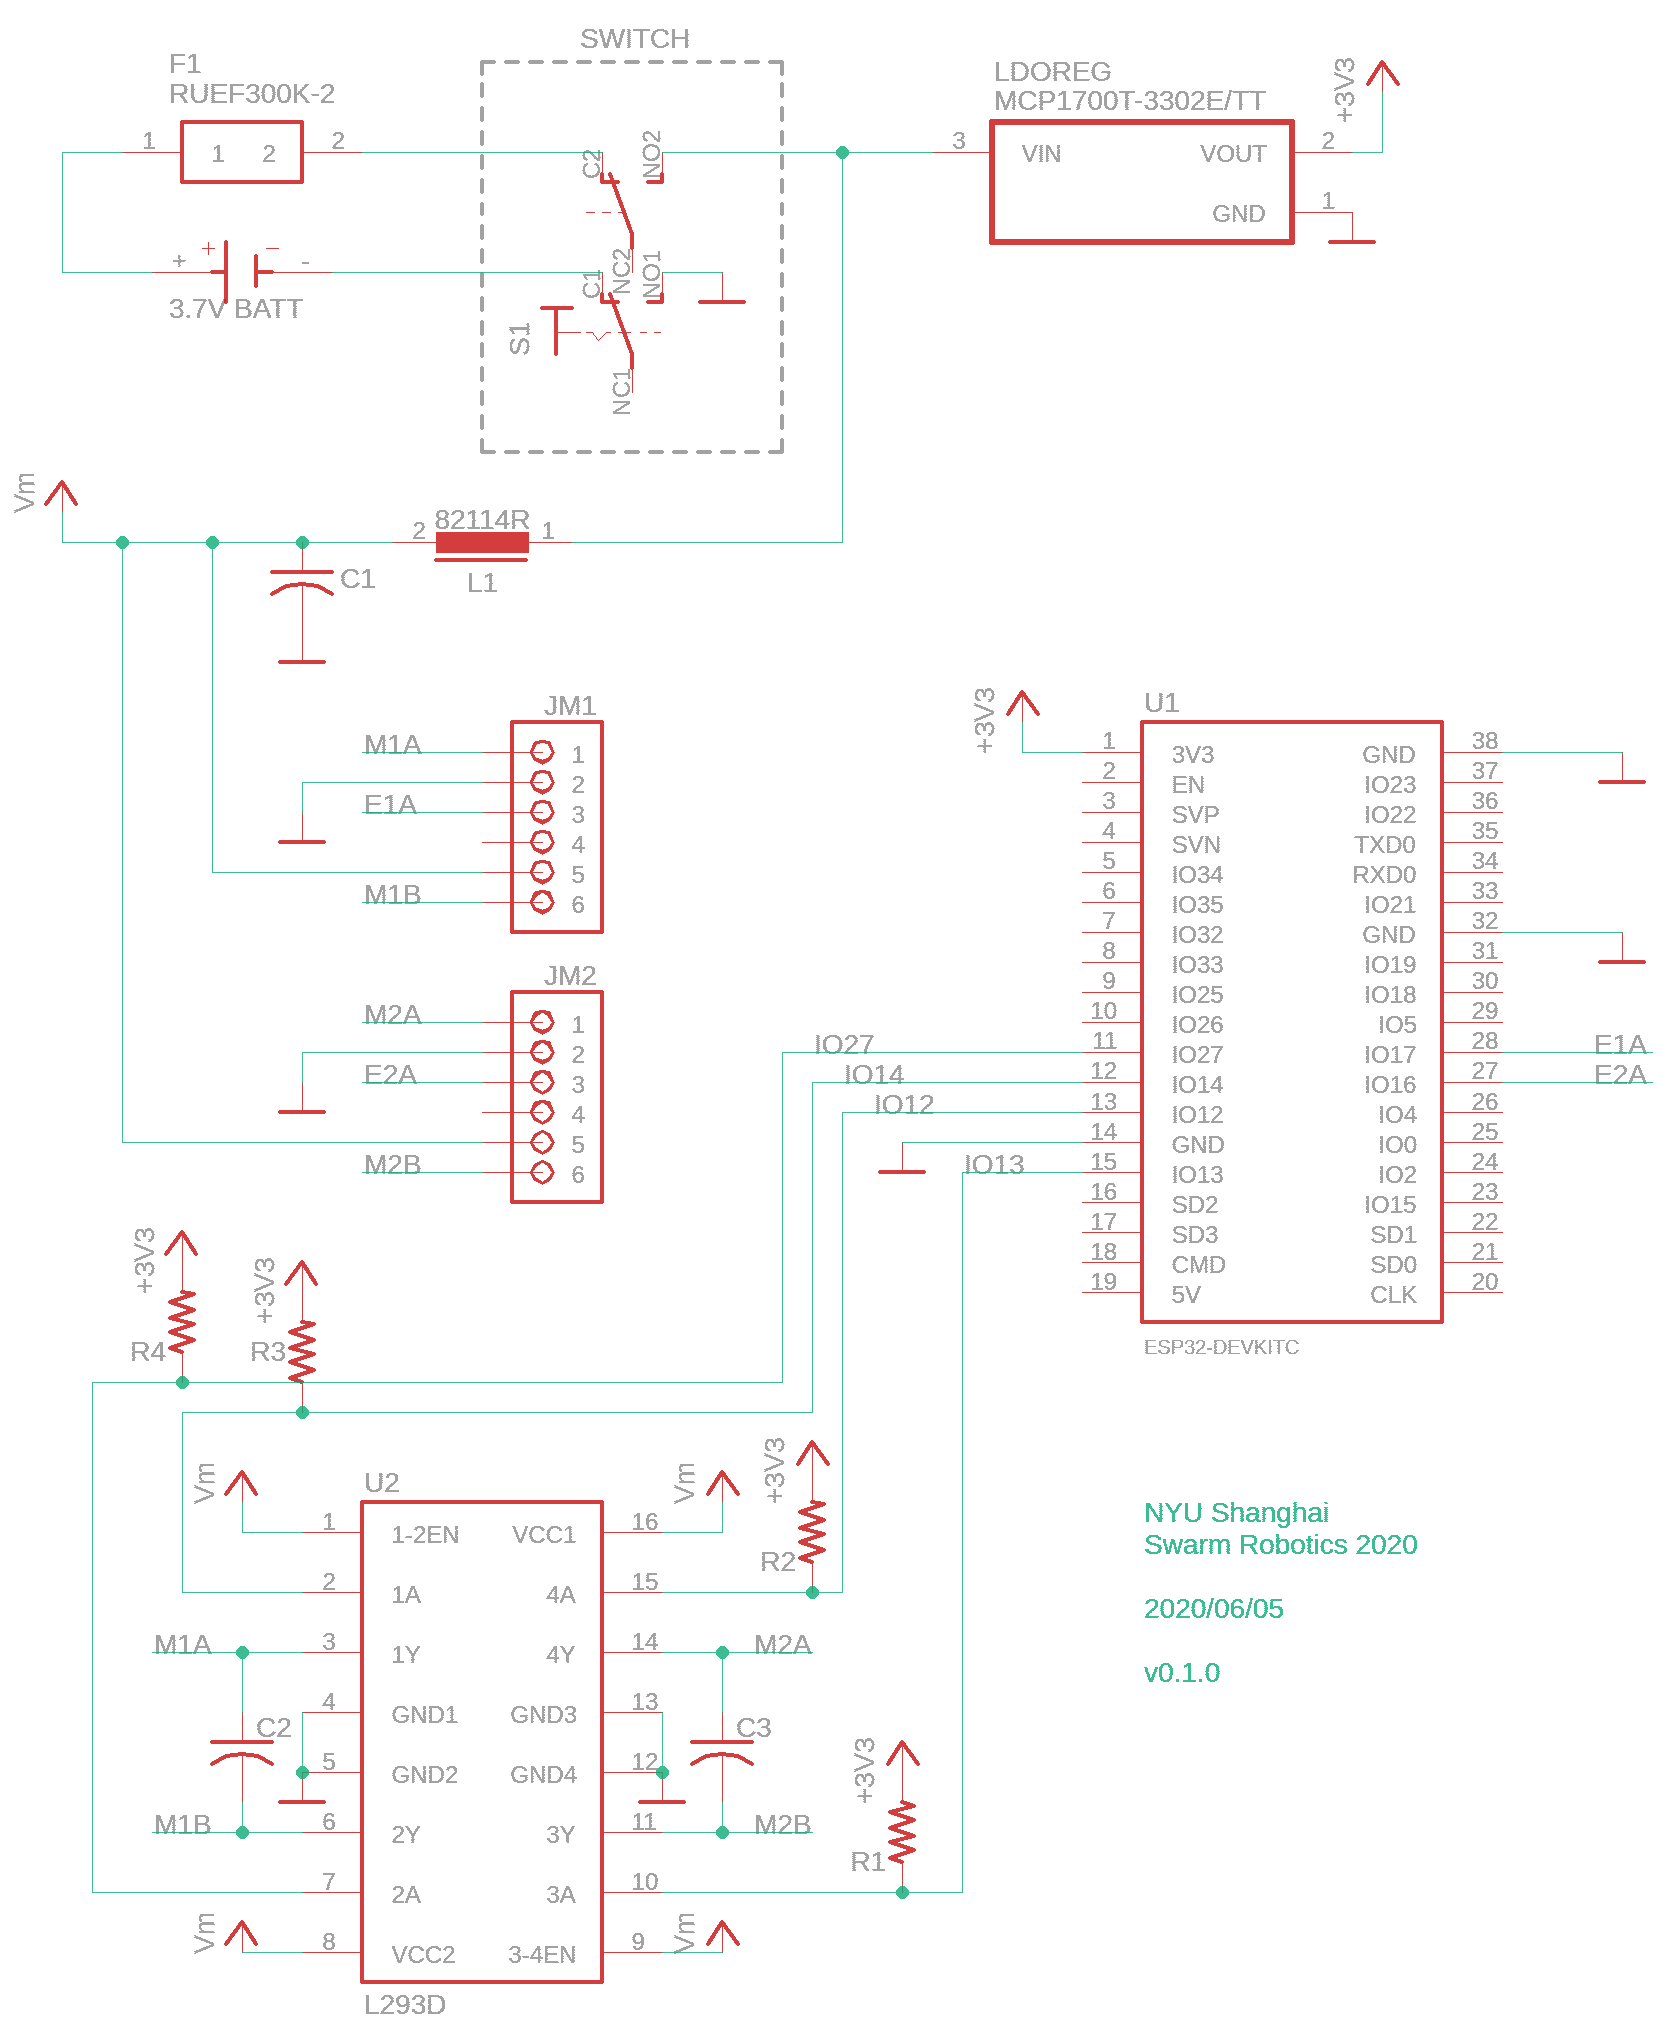 SWITCH
F1
RUEF300K-2
1 1 2 2
+ + - -
3.7V BATT
C2 NO2
NC2
C1 NO1
S1
NC1
LDOREG
MCP1700T-3302E/TT
3 VIN VOUT 2
GND 1
+3V3
Vm
2 82114R 1
L1
C1
JM1
M1A 1
2
E1A 3
4
5
M1B 6
JM2
M2A 1
2
E2A 3
4
5
M2B 6
+3V3
U1
1 3V3 GND 38
2 EN IO23 37
3 SVP IO22 36
4 SVN TXD0 35
5 IO34 RXD0 34
6 IO35 IO21 33
7 IO32 GND 32
8 IO33 IO19 31
9 IO25 IO18 30
10 IO26 IO5 29
IO27 11 IO27 IO17 28 E1A
IO14 12 IO14 IO16 27 E2A
IO12 13 IO12 IO4 26
14 GND IO0 25
IO13 15 IO13 IO2 24
16 SD2 IO15 23
17 SD3 SD1 22
18 CMD SD0 21
19 5V CLK 20
ESP32-DEVKITC
+3V3
R4
+3V3
R3
Vm
U2
Vm
+3V3
R2
1 1-2EN VCC1 16
2 1A 4A 15
M1A 3 1Y 4Y 14 M2A
4 GND1 GND3 13
C2
C3
5 GND2 GND4 12
M1B 6 2Y 3Y 11 M2B
7 2A 3A 10
+3V3
R1
Vm
8 VCC2 3-4EN 9
Vm
L293D
NYU Shanghai
Swarm Robotics 2020
2020/06/05
v0.1.0